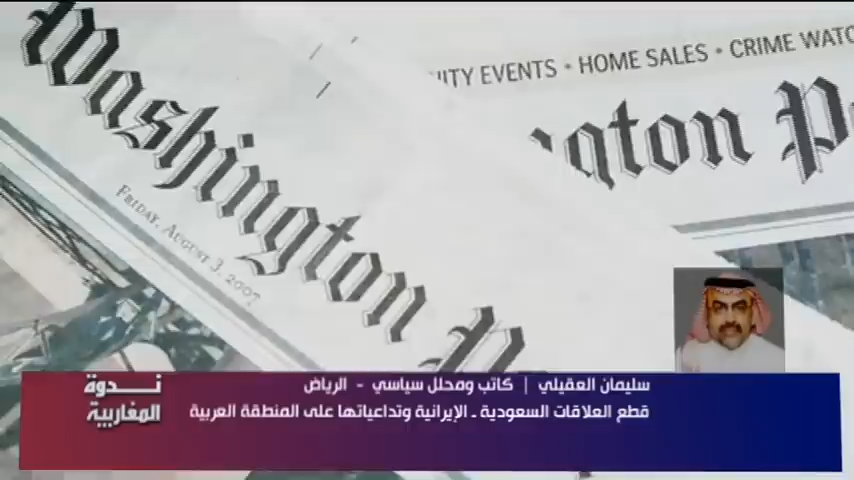 Washington P
FRIDAY, AUGUST 3, 2007
ITY EVENTS • HOME SALES • CRIME WATC
ngton P
سليمان العقيلي | كاتب ومحلل سياسي - الرياض
قطع العلاقات السعودية - الإيرانية وتداعياتها على المنطقة العربية
ندوة
المغاربية